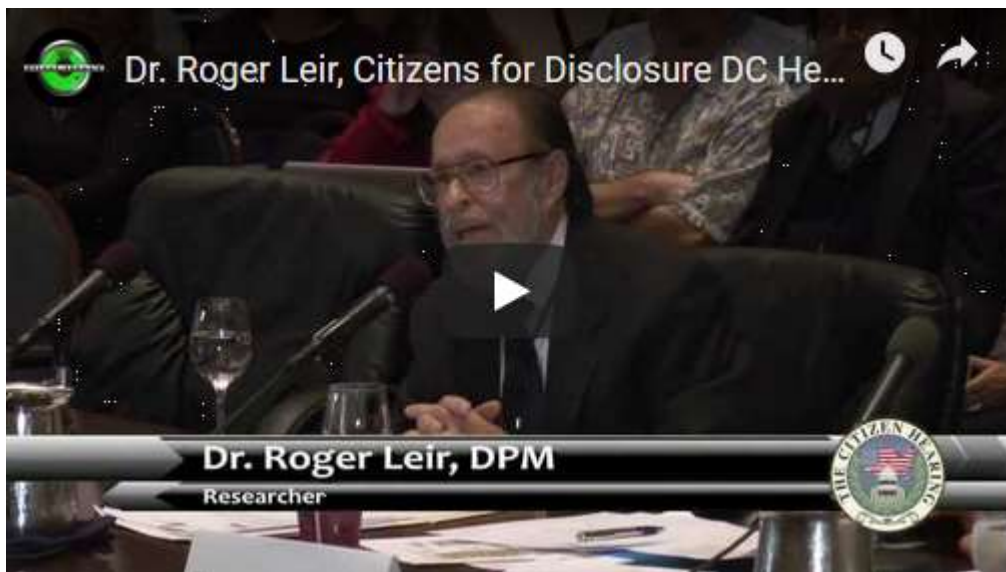 Dr. Roger Leir, Citizens for Disclosure DC He...
Dr. Roger Leir, DPM
Researcher
THE CITIZEN HEARING